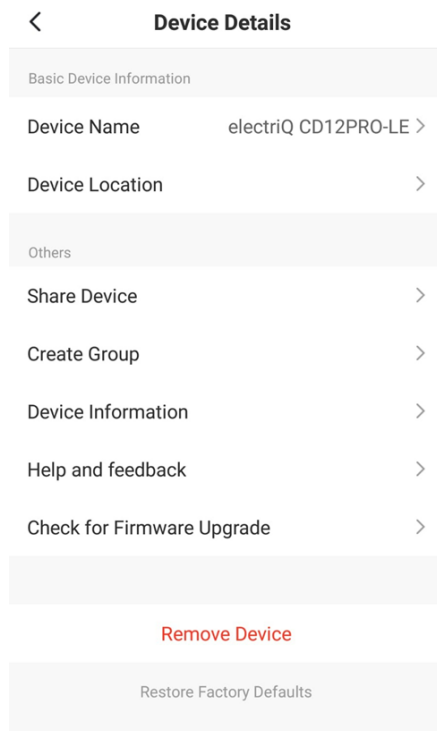 Device Details
Basic Device Information
Device Name electriQ CD12PRO-LE
Device Location
Others
Share Device
Create Group
Device Information
Help and feedback
Check for Firmware Upgrade
Remove Device
Restore Factory Defaults